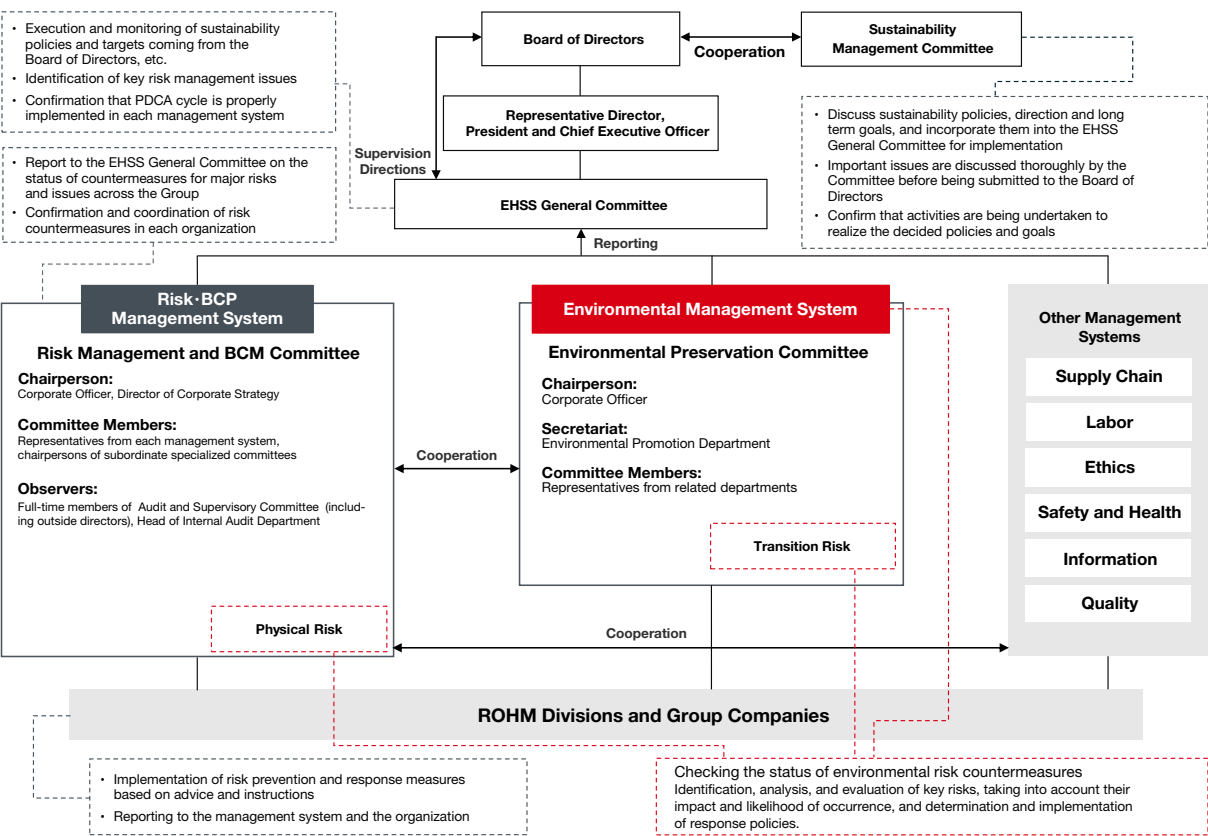 • Execution and monitoring of sustainability
policies and targets coming from the
Board of Directors, etc.
• Identification of key risk management issues
• Confirmation that PDCA cycle is properly
implemented in each management system
• Report to the EHSS General Committee on the
status of countermeasures for major risks
and issues across the Group
• Confirmation and coordination of risk
countermeasures in each organization
Board of Directors
Cooperation
Sustainability
Management Committee
Representative Director,
President and Chief Executive Officer
Supervision
Directions
EHSS General Committee
Reporting
• Discuss sustainability policies, direction and long
term goals, and incorporate them into the EHSS
General Committee for implementation
• Important issues are discussed thoroughly by the
Committee before being submitted to the Board of
Directors
• Confirm that activities are being undertaken to
realize the decided policies and goals
Risk・BCP
Management System
Risk Management and BCM Committee
Chairperson:
Corporate Officer, Director of Corporate Strategy
Committee Members:
Representatives from each management system,
chairpersons of subordinate specialized committees
Observers:
Full-time members of Audit and Supervisory Committee (includ-
ing outside directors), Head of Internal Audit Department
Physical Risk
Cooperation
Environmental Management System
Environmental Preservation Committee
Chairperson:
Corporate Officer
Secretariat:
Environmental Promotion Department
Committee Members:
Representatives from related departments
Transition Risk
Cooperation
Other Management
Systems
Supply Chain
Labor
Ethics
Safety and Health
Information
Quality
ROHM Divisions and Group Companies
• Implementation of risk prevention and response measures
based on advice and instructions
• Reporting to the management system and the organization
Checking the status of environmental risk countermeasures
Identification, analysis, and evaluation of key risks, taking into account their
impact and likelihood of occurrence, and determination and implementation
of response policies.